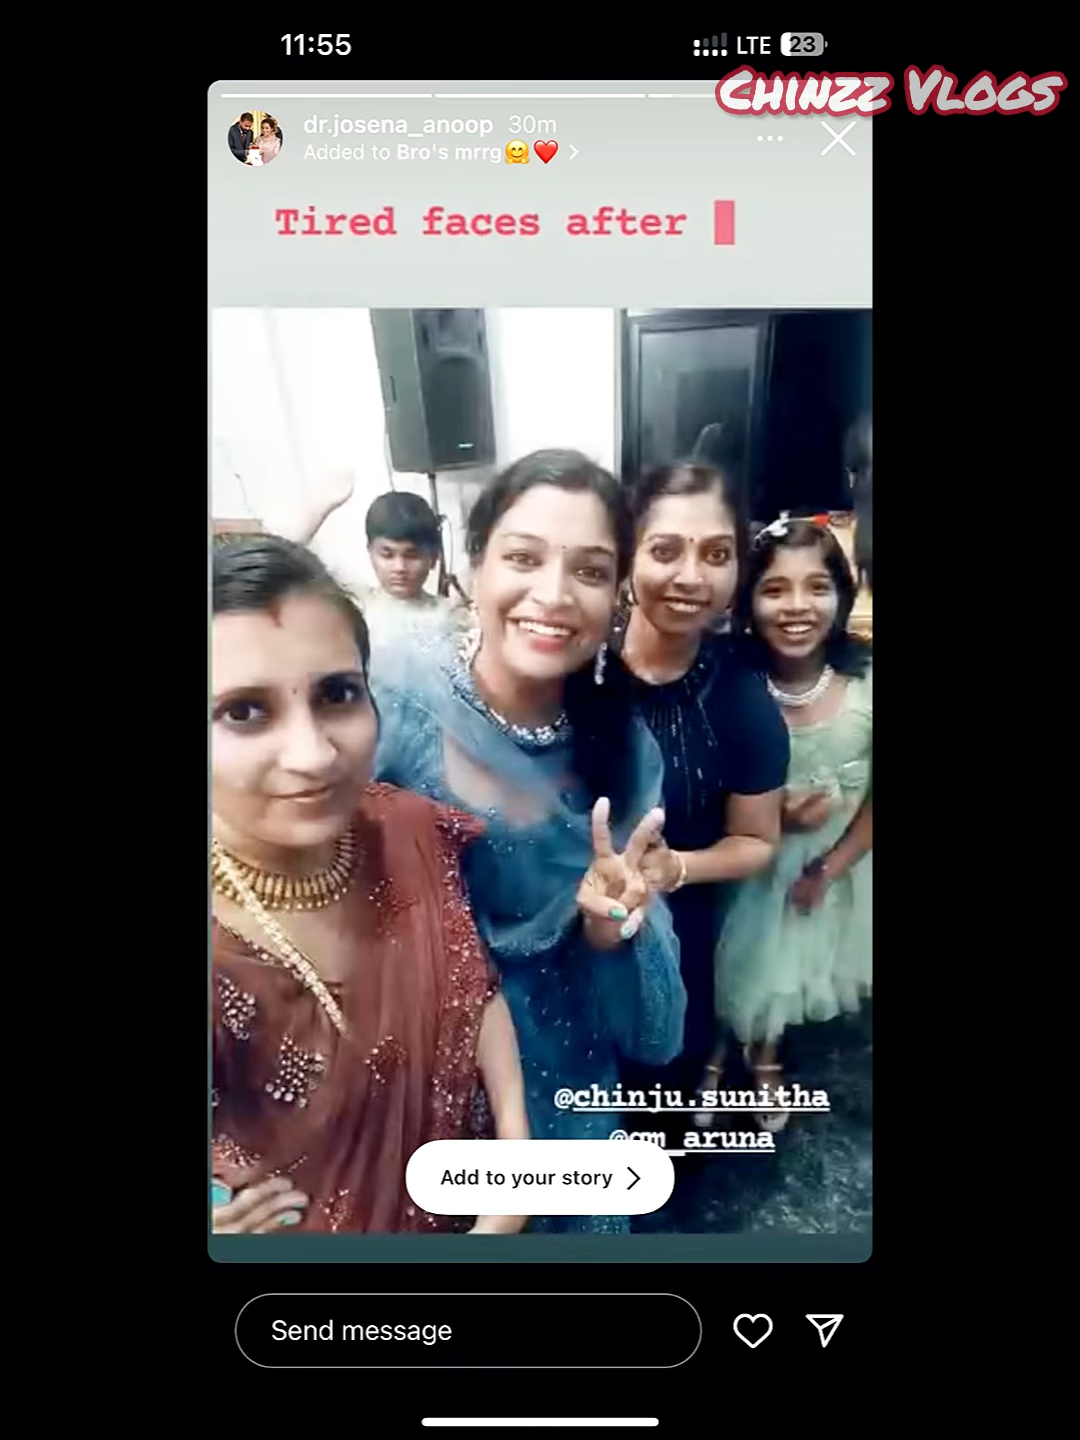 11:55 LTE 23
Chinzz Vlogs
dr.josena_anoop 30m
Added to Bro's mrrg🤗❤️ >
Tired faces after
@chinju.sunitha
@gm_aruna
Add to your story >
Send message